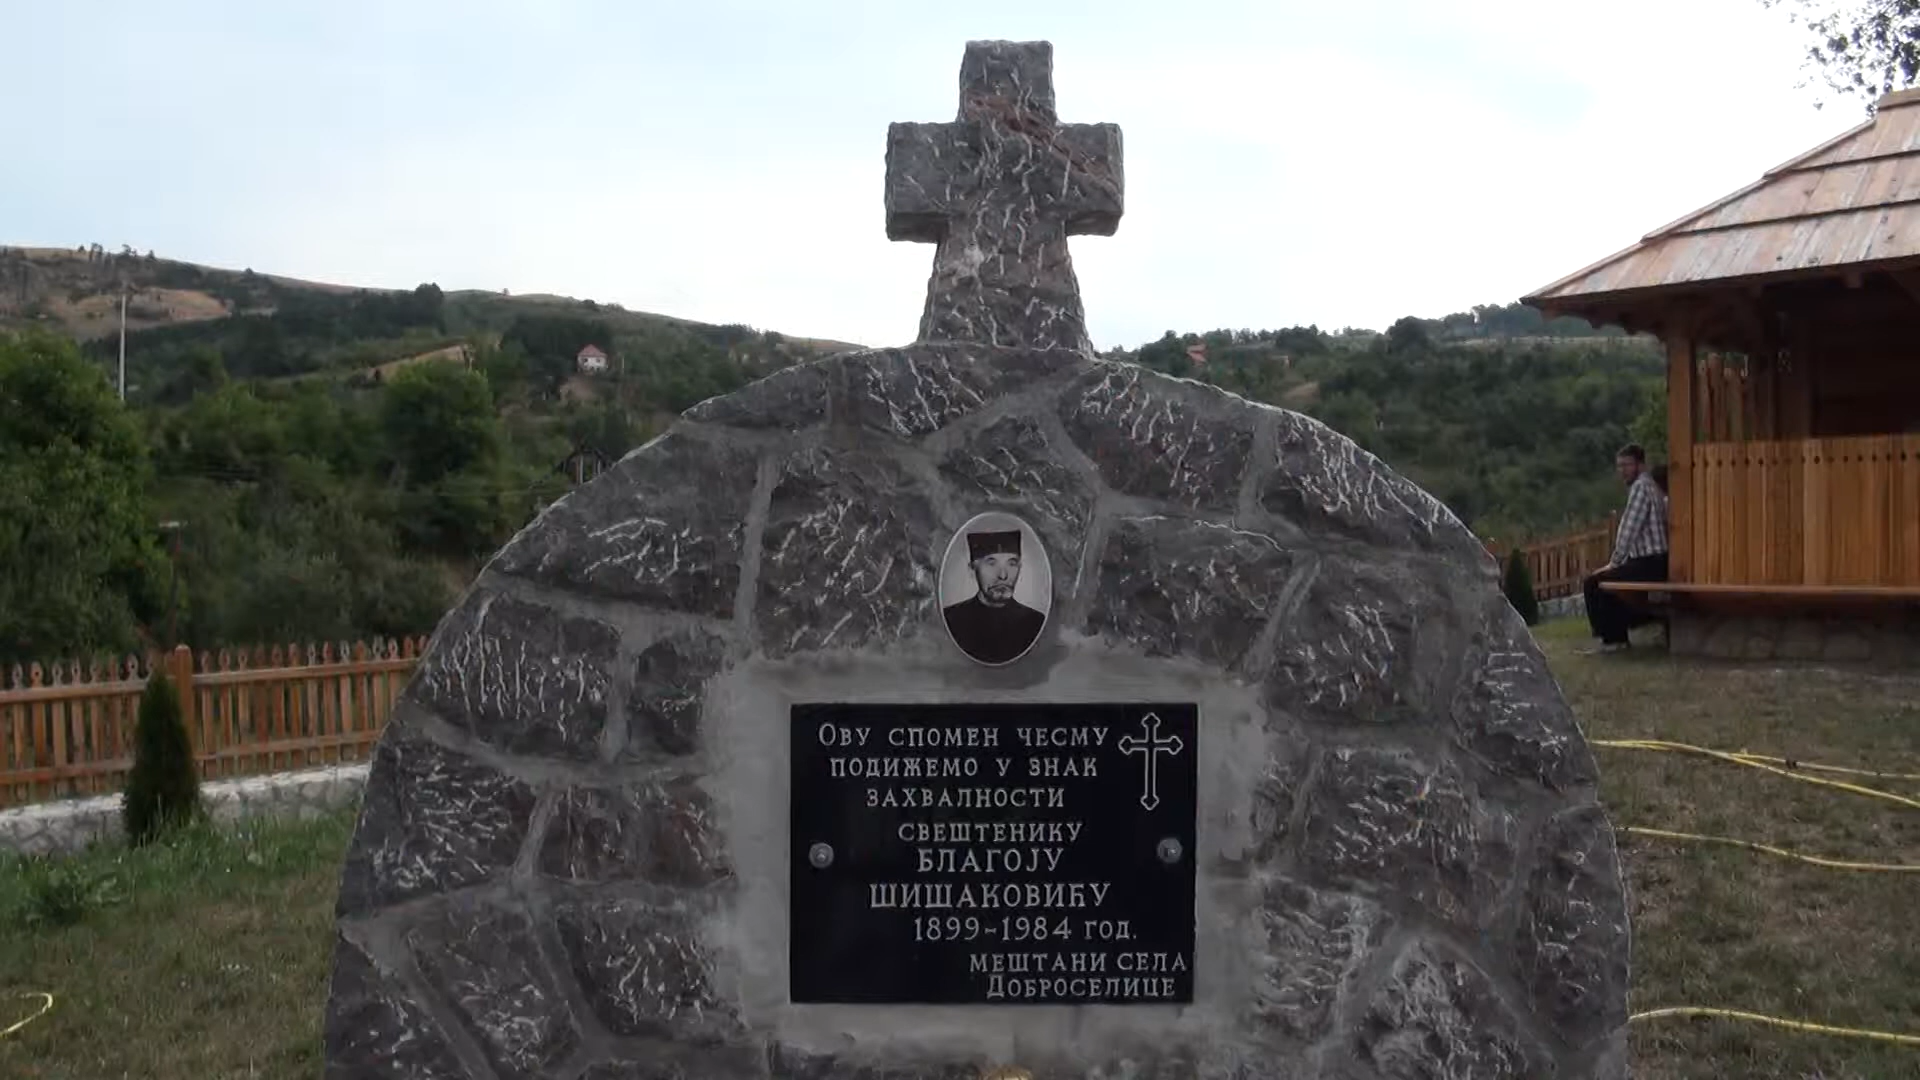 Ову спомен чесму
подижемо у знак
захвалности
свештенику
БЛАГОЈУ
ШИШАКОВИЋУ
1899-1984 год.
мештани села
Доброселице